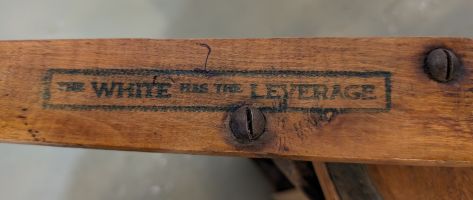 THE WHITE HAS THE LEVERAGE